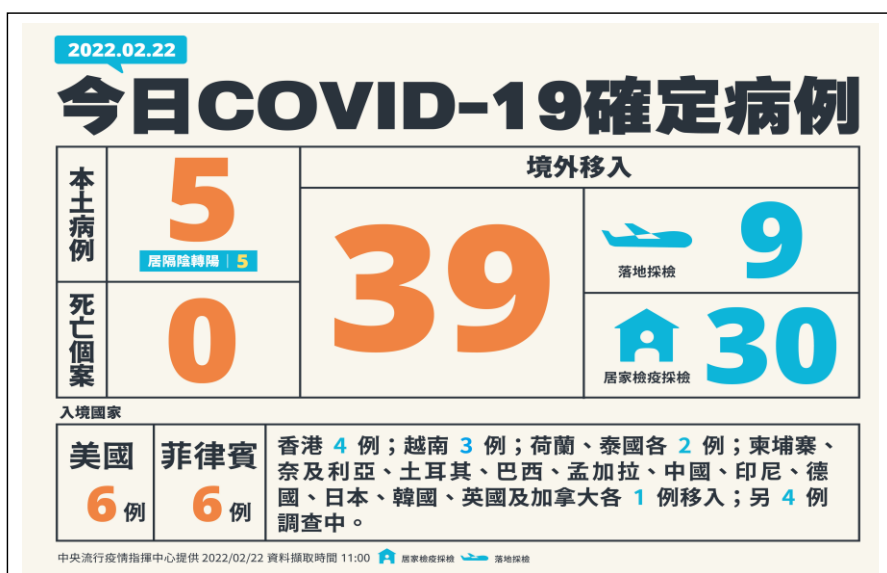 2022.02.22
今日COVID-19確定病例
本土病例
5
居隔陰轉陽｜5
死亡個案
0
境外移入
39
落地採檢
9
居家檢疫採檢
30
入境國家
美國
6例
菲律賓
6例
香港 4 例；越南 3 例；荷蘭、泰國各 2 例；柬埔寨、
奈及利亞、土耳其、巴西、孟加拉、中國、印尼、德
國、日本、韓國、英國及加拿大各 1 例移入；另 4 例
調查中。
中央流行疫情指揮中心提供 2022/02/22 資料擷取時間 11:00 居家檢疫採檢 落地採檢